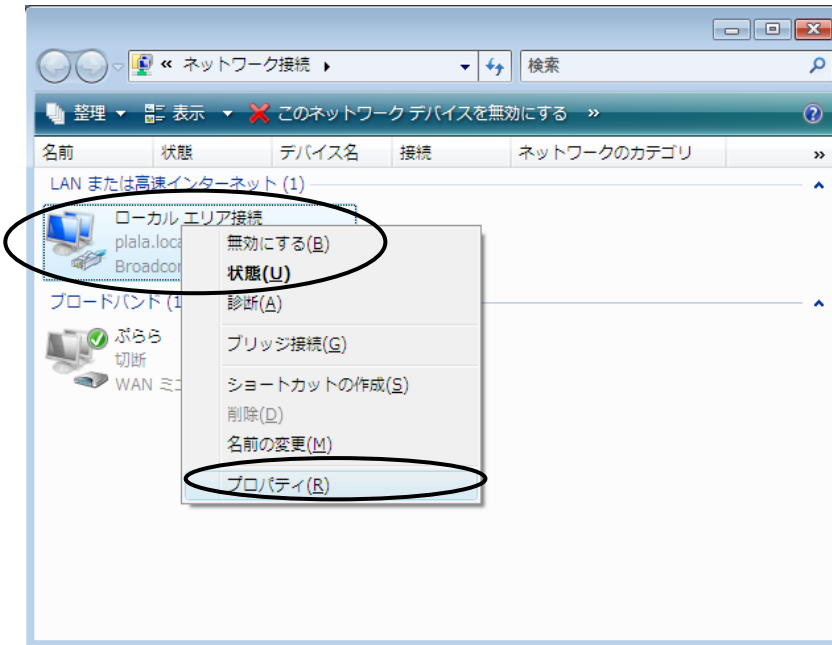 « ネットワーク接続
検索
整理 表示 このネットワーク デバイスを無効にする »
名前 状態 デバイス名 接続 ネットワークのカテゴリ »
LAN または高速インターネット (1)
ローカル エリア接続
plala.loca
Broadcor
無効にする(B)
状態(U)
診断(A)
ブリッジ接続(G)
ショートカットの作成(S)
削除(D)
名前の変更(M)
プロパティ(R)
ブロードバンド (1
ぷらら
切断
WAN ミニ